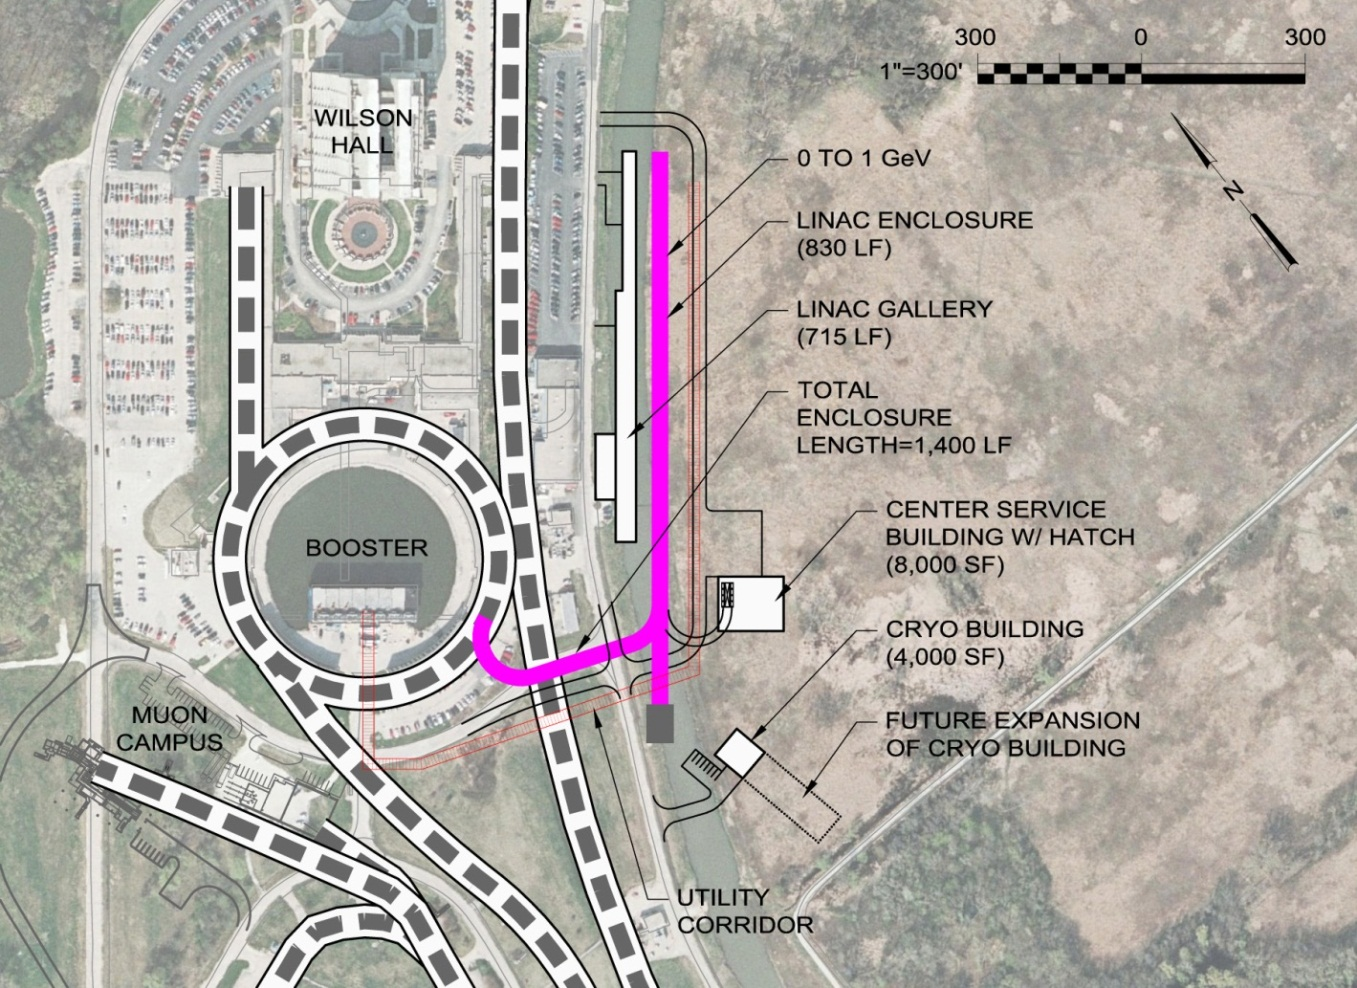 300 0 300
1"=300'
WILSON
HALL
N
0 TO 1 GeV
LINAC ENCLOSURE
(830 LF)
LINAC GALLERY
(715 LF)
TOTAL
ENCLOSURE
LENGTH=1,400 LF
CENTER SERVICE
BUILDING W/ HATCH
(8,000 SF)
BOOSTER
CRYO BUILDING
(4,000 SF)
MUON
CAMPUS
FUTURE EXPANSION
OF CRYO BUILDING
UTILITY
CORRIDOR